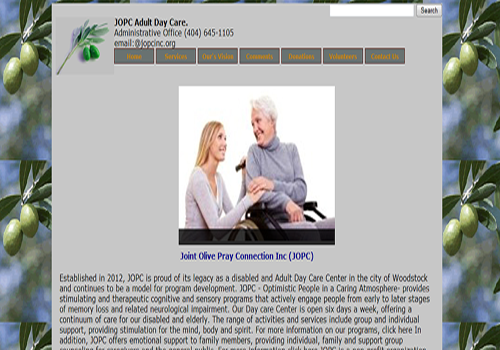 Search
JOPC Adult Day Care.
Administrative Office (404) 645-1105
email:@jopcinc.org
Home Services Our's Vision Comments Donations Volunteers Contact Us
Joint Olive Pray Connection Inc (JOPC)
Established in 2012, JOPC is proud of its legacy as a disabled and Adult Day Care Center in the city of Woodstock
and continues to be a model for program development. JOPC - Optimistic People in a Caring Atmosphere- provides
stimulating and therapeutic cognitive and sensory programs that actively engage people from early to later stages
of memory loss and related neurological impairment. Our Day care Center is open six days a week, offering a
continuum of care for our disabled and elderly. The range of activities and services include group and individual
support, providing stimulation for the mind, body and spirit. For more information on our programs, click here In
addition, JOPC offers emotional support to family members, providing individual, family and support group